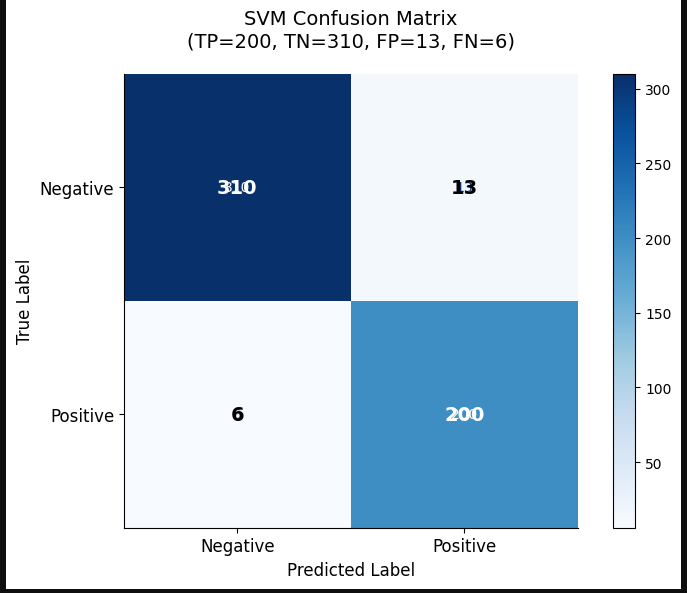 SVM Confusion Matrix
(TP=200, TN=310, FP=13, FN=6)
True Label
Negative
310
13
300
250
200
150
100
50
Positive
6
200
Negative
Positive
Predicted Label